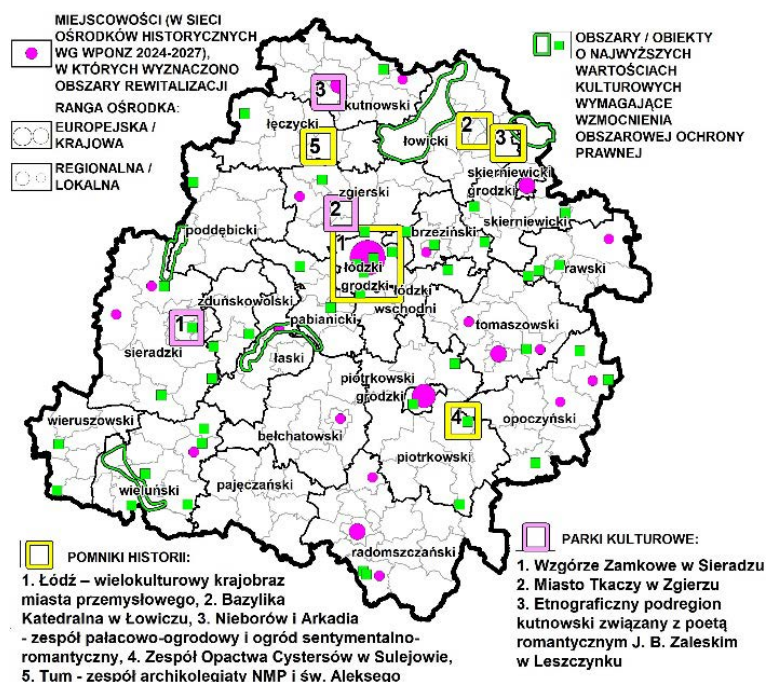 MIEJSCOWOŚCI (W SIECI
OŚRODKÓW HISTORYCZNYCH
WG WPONZ 2024-2027),
W KTÓRYCH WYZNACZONO
OBSZARY REWITALIZACJI
RANGA OŚRODKA:
EUROPEJSKA /
KRAJOWA
REGIONALNA /
LOKALNA
OBSZARY / OBIEKTY
O NAJWYŻSZYCH
WARTOŚCIACH
KULTUROWYCH
WYMAGAJĄCE
WZMOCNIENIA
OBSZAROWEJ OCHRONY
PRAWNEJ
3
kutnowski
łęczycki
5
łowicki
2
3
skierniewicki
grodzki
skierniewicki
zgierski
2
poddębicki
brzeziński
1
łódzki
grodzki
łódzki
wschodni
rawski
zduńskowolski
pabianicki
1
sieradzki
łaski
tomaszowski
piotrkowski
grodzki
4
opoczyński
wieruszowski
bełchatowski
piotrkowski
wieluński
pajęczański
radomszczański
POMNIKI HISTORII:
1. Łódź – wielokulturowy krajobraz
miasta przemysłowego, 2. Bazylika
Katedralna w Łowiczu, 3. Nieborów i Arkadia
- zespół pałacowo-ogrodowy i ogród sentymentalno-
romantyczny, 4. Zespół Opactwa Cystersów w Sulejowie,
5. Tum - zespół archikolegiaty NMP i św. Aleksego
PARKI KULTUROWE:
1. Wzgórze Zamkowe w Sieradzu
2. Miasto Tkaczy w Zgierzu
3. Etnograficzny podregion
kutnowski związany z poetą
romantycznym J. B. Zaleskim
w Leszczynku